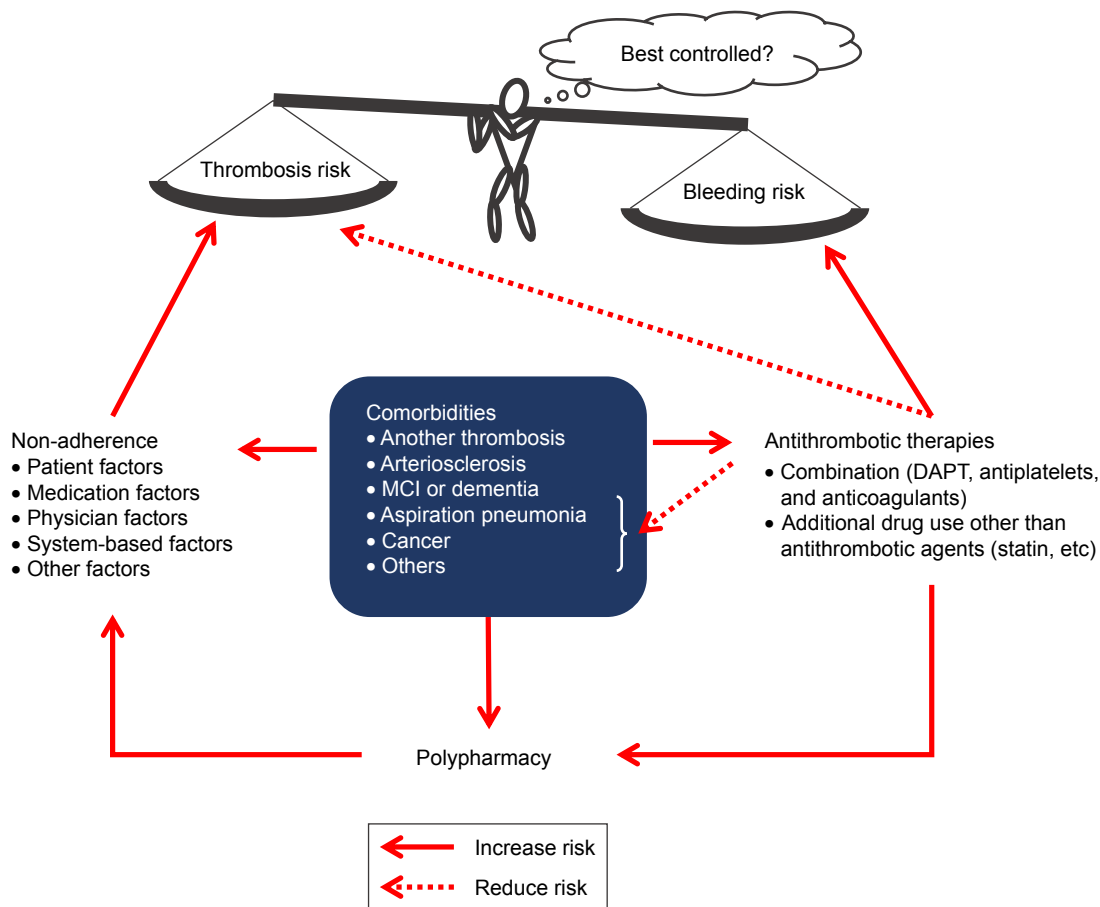 Best controlled?
Thrombosis risk
Bleeding risk
Non-adherence
• Patient factors
• Medication factors
• Physician factors
• System-based factors
• Other factors
Comorbidities
• Another thrombosis
• Arteriosclerosis
• MCI or dementia
• Aspiration pneumonia
• Cancer
• Others
Antithrombotic therapies
• Combination (DAPT, antiplatelets,
and anticoagulants)
• Additional drug use other than
antithrombotic agents (statin, etc)
Polypharmacy
Increase risk
Reduce risk